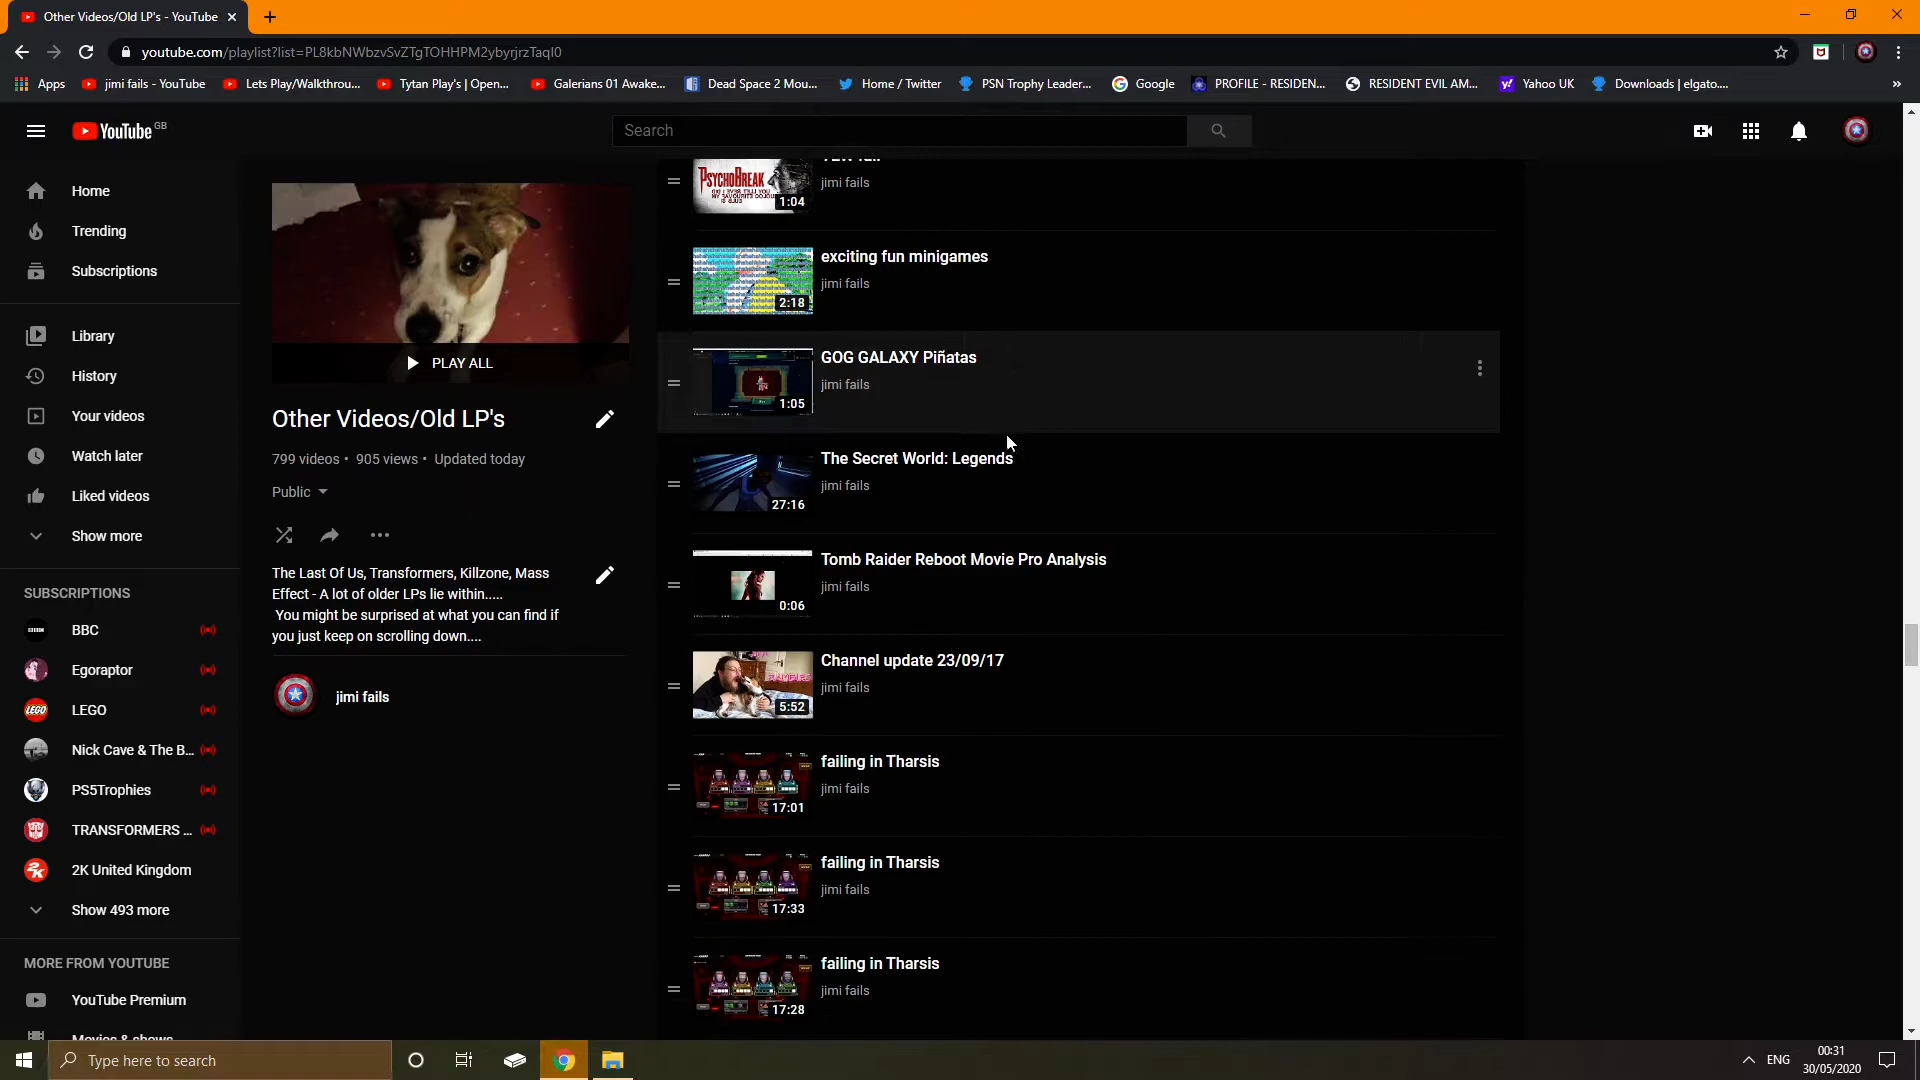 Other Videos/Old LP's - YouTube
youtube.com/playlist?list=PL8kbNWbzvSvZTgTOHHPM2ybyrjrzTaqI0
Apps
jimi fails - YouTube
Lets Play/Walkthrou...
Tytan Play's | Open...
Galerians 01 Awake...
Dead Space 2 Mou...
Home / Twitter
PSN Trophy Leader...
Google
PROFILE - RESIDEN...
RESIDENT EVIL AM...
Yahoo UK
Downloads | elgato....
»
YouTube GB
Search
Home
Trending
Subscriptions
Library
History
Your videos
Watch later
Liked videos
Show more
SUBSCRIPTIONS
BBC
Egoraptor
LEGO
Nick Cave & The B...
PS5Trophies
TRANSFORMERS ...
2K United Kingdom
Show 493 more
MORE FROM YOUTUBE
YouTube Premium
Movies & shows
PLAY ALL
Other Videos/Old LP's
799 videos • 905 views • Updated today
Public
The Last Of Us, Transformers, Killzone, Mass
Effect - A lot of older LPs lie within.....
You might be surprised at what you can find if
you just keep on scrolling down....
jimi fails
PSYCHOBREAK
1:04
jimi fails
exciting fun minigames
jimi fails
2:18
GOG GALAXY Piñatas
jimi fails
1:05
The Secret World: Legends
jimi fails
27:16
Tomb Raider Reboot Movie Pro Analysis
jimi fails
0:06
Channel update 23/09/17
jimi fails
5:52
failing in Tharsis
jimi fails
17:01
failing in Tharsis
jimi fails
17:33
failing in Tharsis
jimi fails
17:28
Type here to search
ENG
00:31
30/05/2020